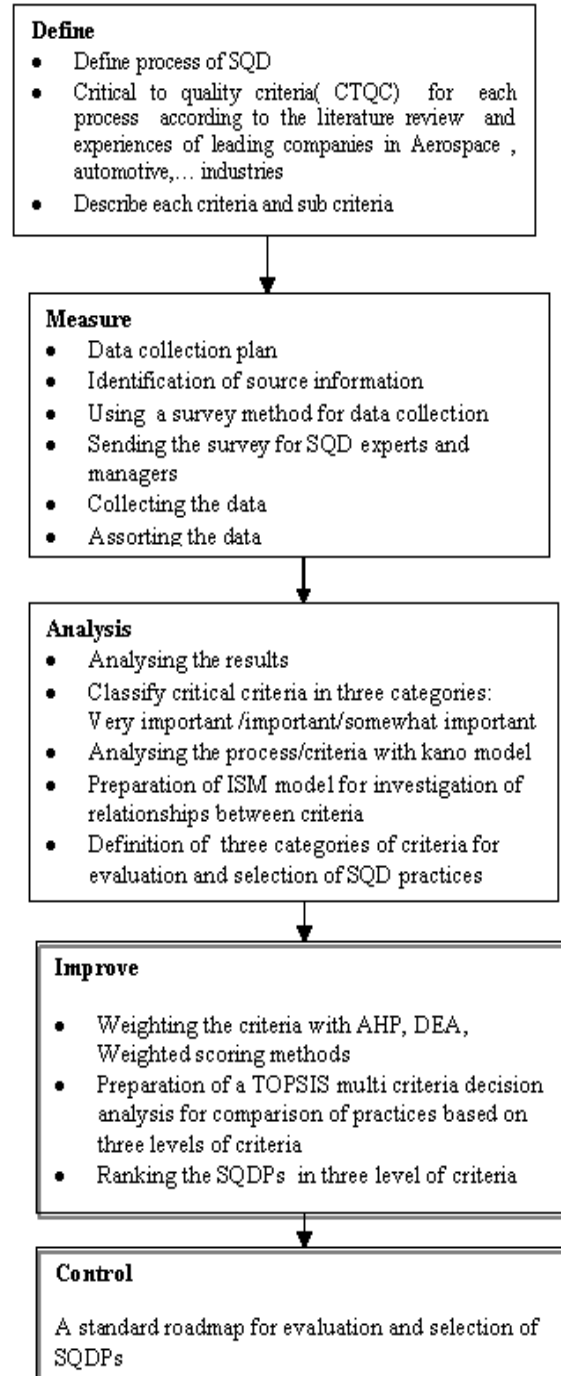 Define
● Define process of SQD
● Critical to quality criteria( CTQC) for each
process according to the literature review and
experiences of leading companies in Aerospace ,
automotive,... industries
● Describe each criteria and sub criteria
Measure
● Data collection plan
● Identification of source information
● Using a survey method for data collection
● Sending the survey for SQD experts and
managers
● Collecting the data
● Assorting the data
Analysis
● Analysing the results
● Classify critical criteria in three categories:
Very important /important/somewhat important
● Analysing the process/criteria with kano model
● Preparation of ISM model for investigation of
relationships between criteria
● Definition of three categories of criteria for
evaluation and selection of SQD practices
Improve
● Weighting the criteria with AHP, DEA,
Weighted scoring methods
● Preparation of a TOPSIS multi criteria decision
analysis for comparison of practices based on
three levels of criteria
● Ranking the SQDPs in three level of criteria
Control
A standard roadmap for evaluation and selection of
SQDPs